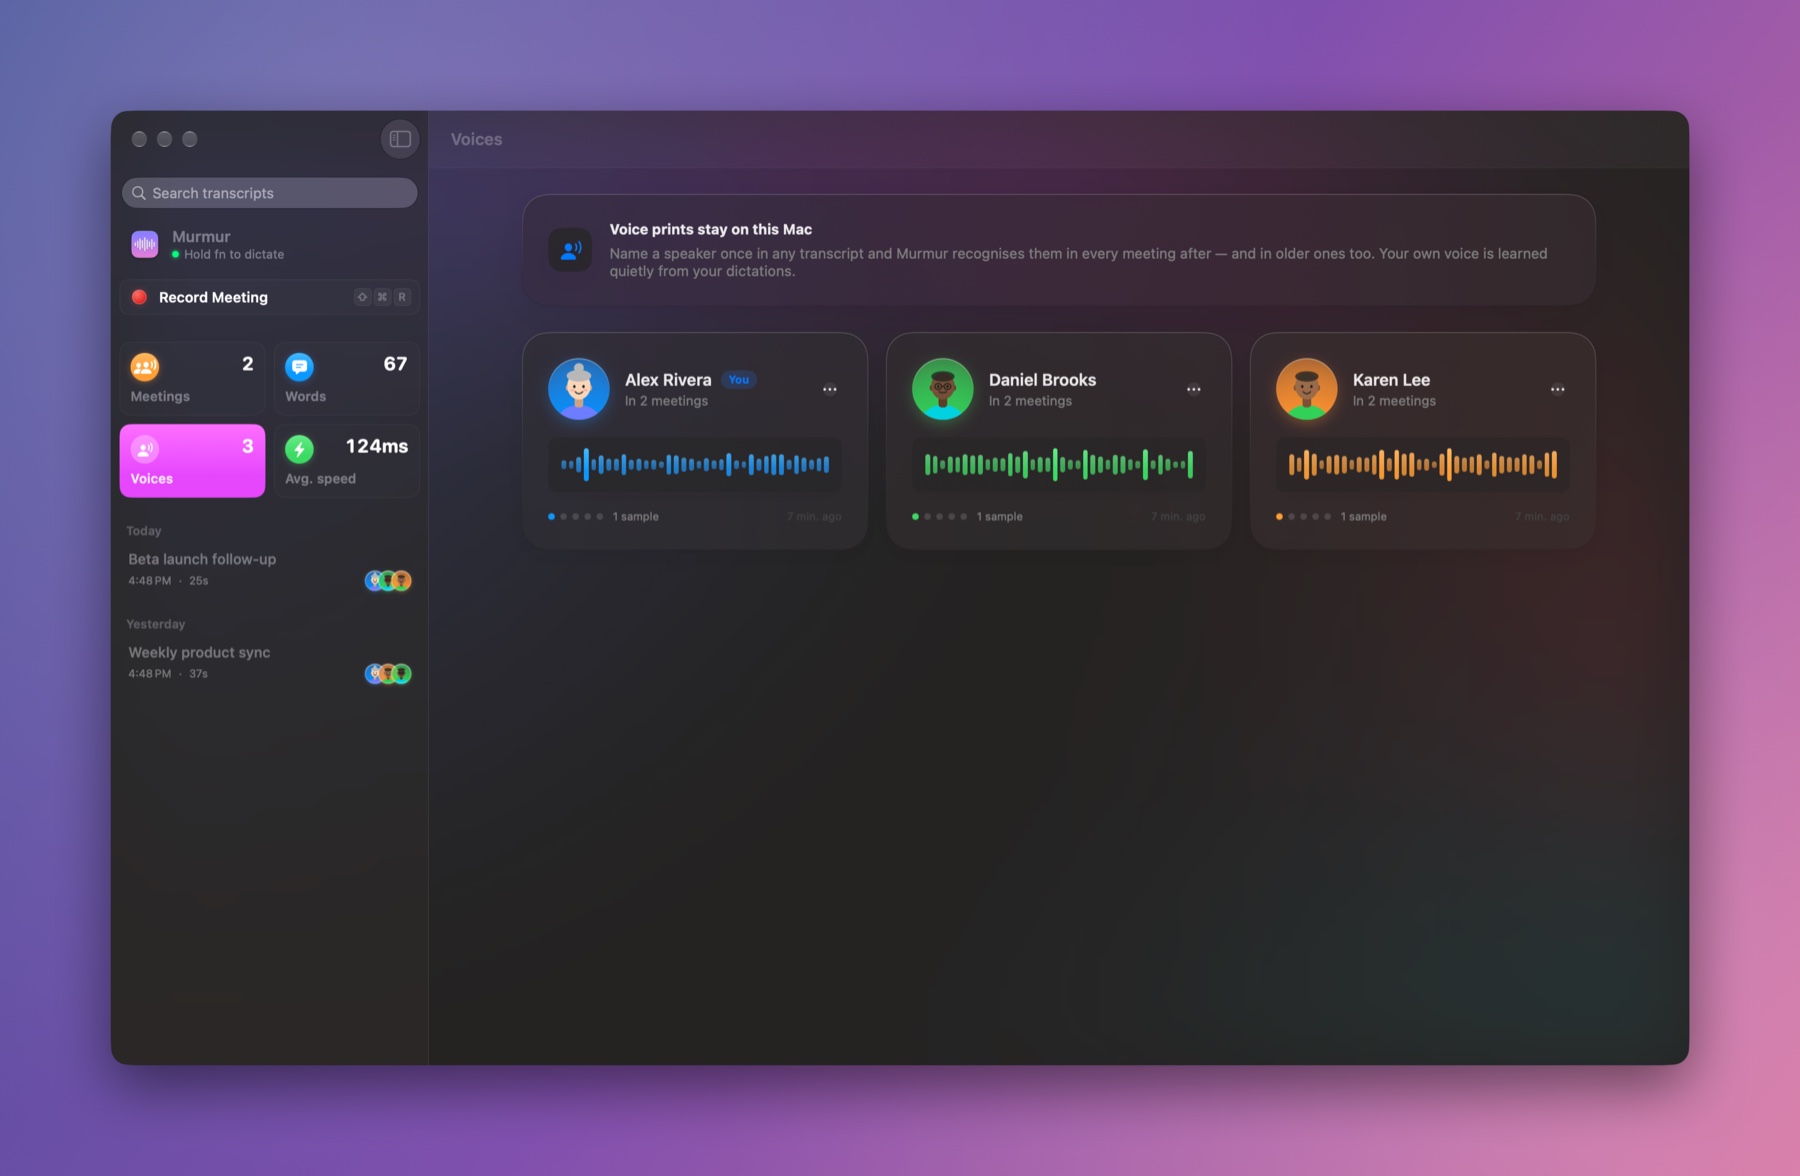 Voices
Search transcripts
Murmur
Hold fn to dictate
Record Meeting
⇧ ⌘ R
2
Meetings
67
Words
3
Voices
124ms
Avg. speed
Today
Beta launch follow-up
4:48 PM · 25s
Yesterday
Weekly product sync
4:48 PM · 37s
Voice prints stay on this Mac
Name a speaker once in any transcript and Murmur recognises them in every meeting after — and in older ones too. Your own voice is learned
quietly from your dictations.
Alex Rivera You
In 2 meetings
1 sample 7 min. ago
Daniel Brooks
In 2 meetings
1 sample 7 min. ago
Karen Lee
In 2 meetings
1 sample 7 min. ago